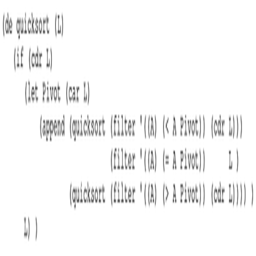 (de quicksort (L)
(if (cdr L)
(let Pivot (car L)
(append (quicksort (filter '((A) (< A Pivot)) (cdr L)))
(filter '((A) (= A Pivot)) L )
(quicksort (filter '((A) (> A Pivot)) (cdr L)))) )
L) )